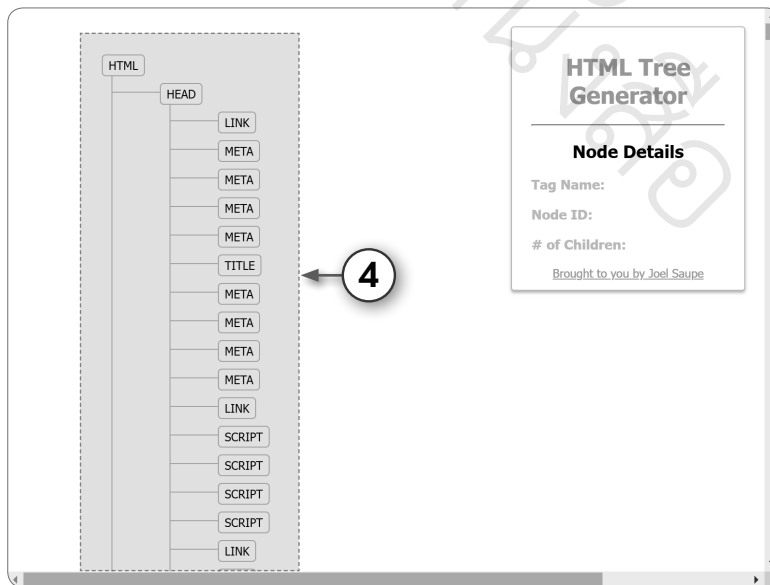 HTML
HEAD
LINK
META
META
META
META
TITLE
META
META
META
META
LINK
SCRIPT
SCRIPT
SCRIPT
SCRIPT
LINK
4
HTML Tree
Generator
Node Details
Tag Name:
Node ID:
# of Children:
Brought to you by Joel Saupe